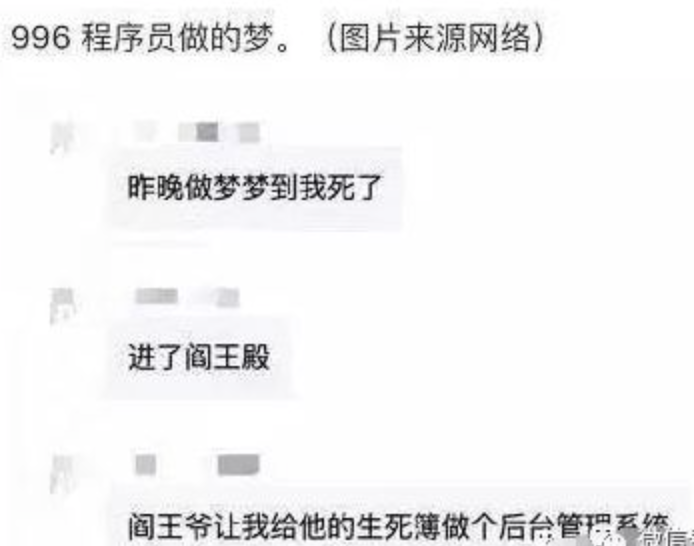 996 程序员做的梦。（图片来源网络）
昨晚做梦梦到我死了
进了阎王殿
阎王爷让我给他的生死簿做个后台管理系统
微信